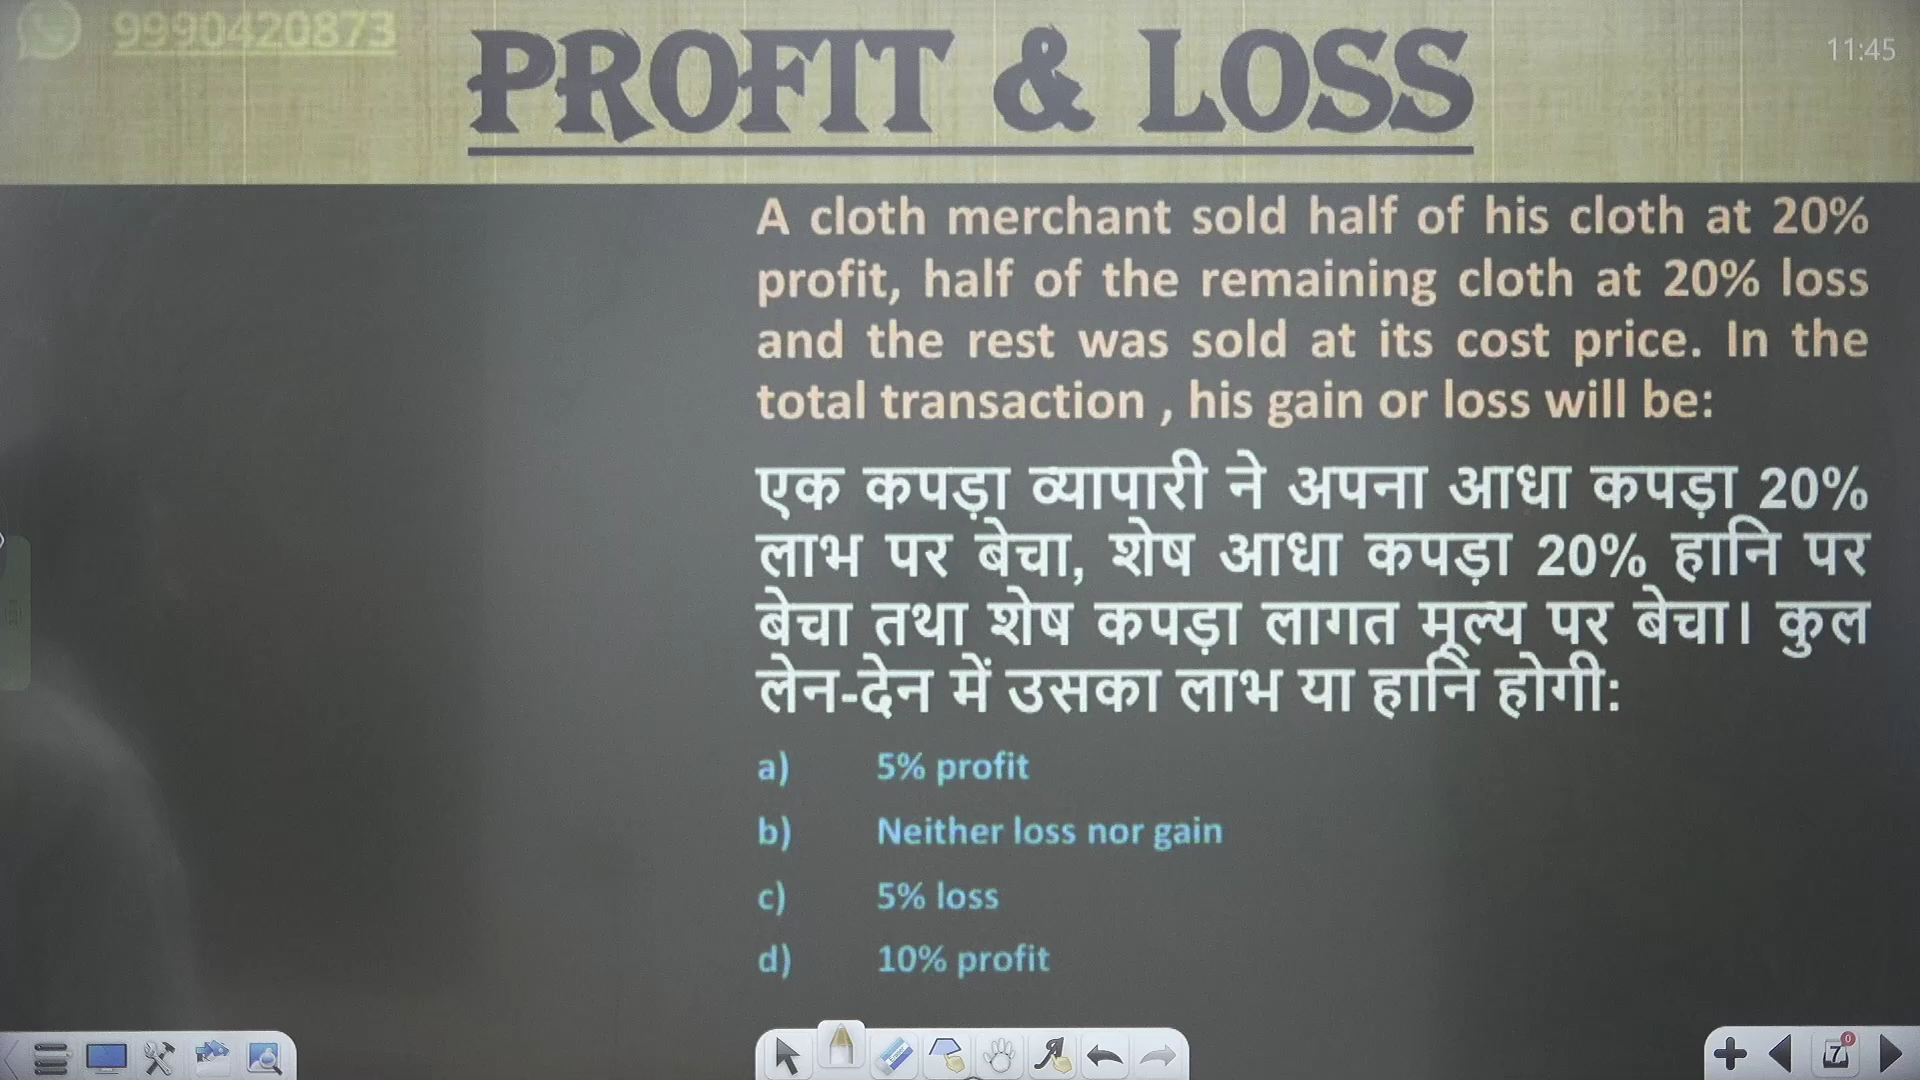 9990420873
PROFIT & LOSS
11:45
A cloth merchant sold half of his cloth at 20%
profit, half of the remaining cloth at 20% loss
and the rest was sold at its cost price. In the
total transaction , his gain or loss will be:
एक कपड़ा व्यापारी ने अपना आधा कपड़ा 20%
लाभ पर बेचा, शेष आधा कपड़ा 20% हानि पर
बेचा तथा शेष कपड़ा लागत मूल्य पर बेचा। कुल
लेन-देन में उसका लाभ या हानि होगी:
a) 5% profit
b) Neither loss nor gain
c) 5% loss
d) 10% profit
7 0